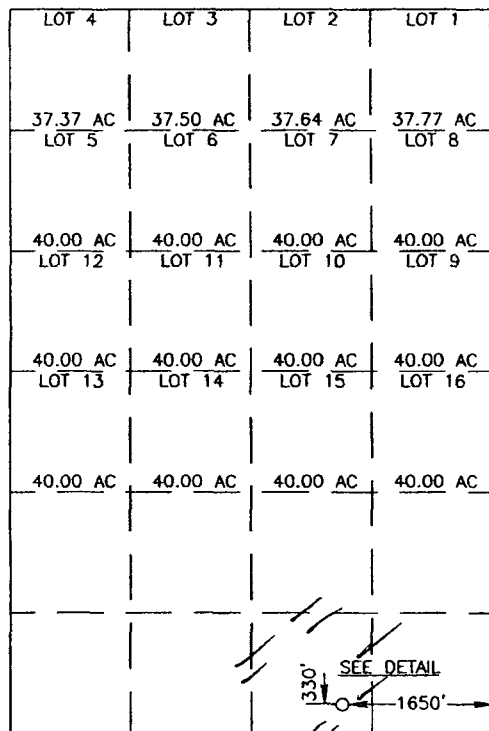 LOT 4 LOT 3 LOT 2 LOT 1
37.37 AC 37.50 AC 37.64 AC 37.77 AC
LOT 5 LOT 6 LOT 7 LOT 8
40.00 AC 40.00 AC 40.00 AC 40.00 AC
LOT 12 LOT 11 LOT 10 LOT 9
40.00 AC 40.00 AC 40.00 AC 40.00 AC
LOT 13 LOT 14 LOT 15 LOT 16
40.00 AC 40.00 AC 40.00 AC 40.00 AC
SEE DETAIL
330'
1650'